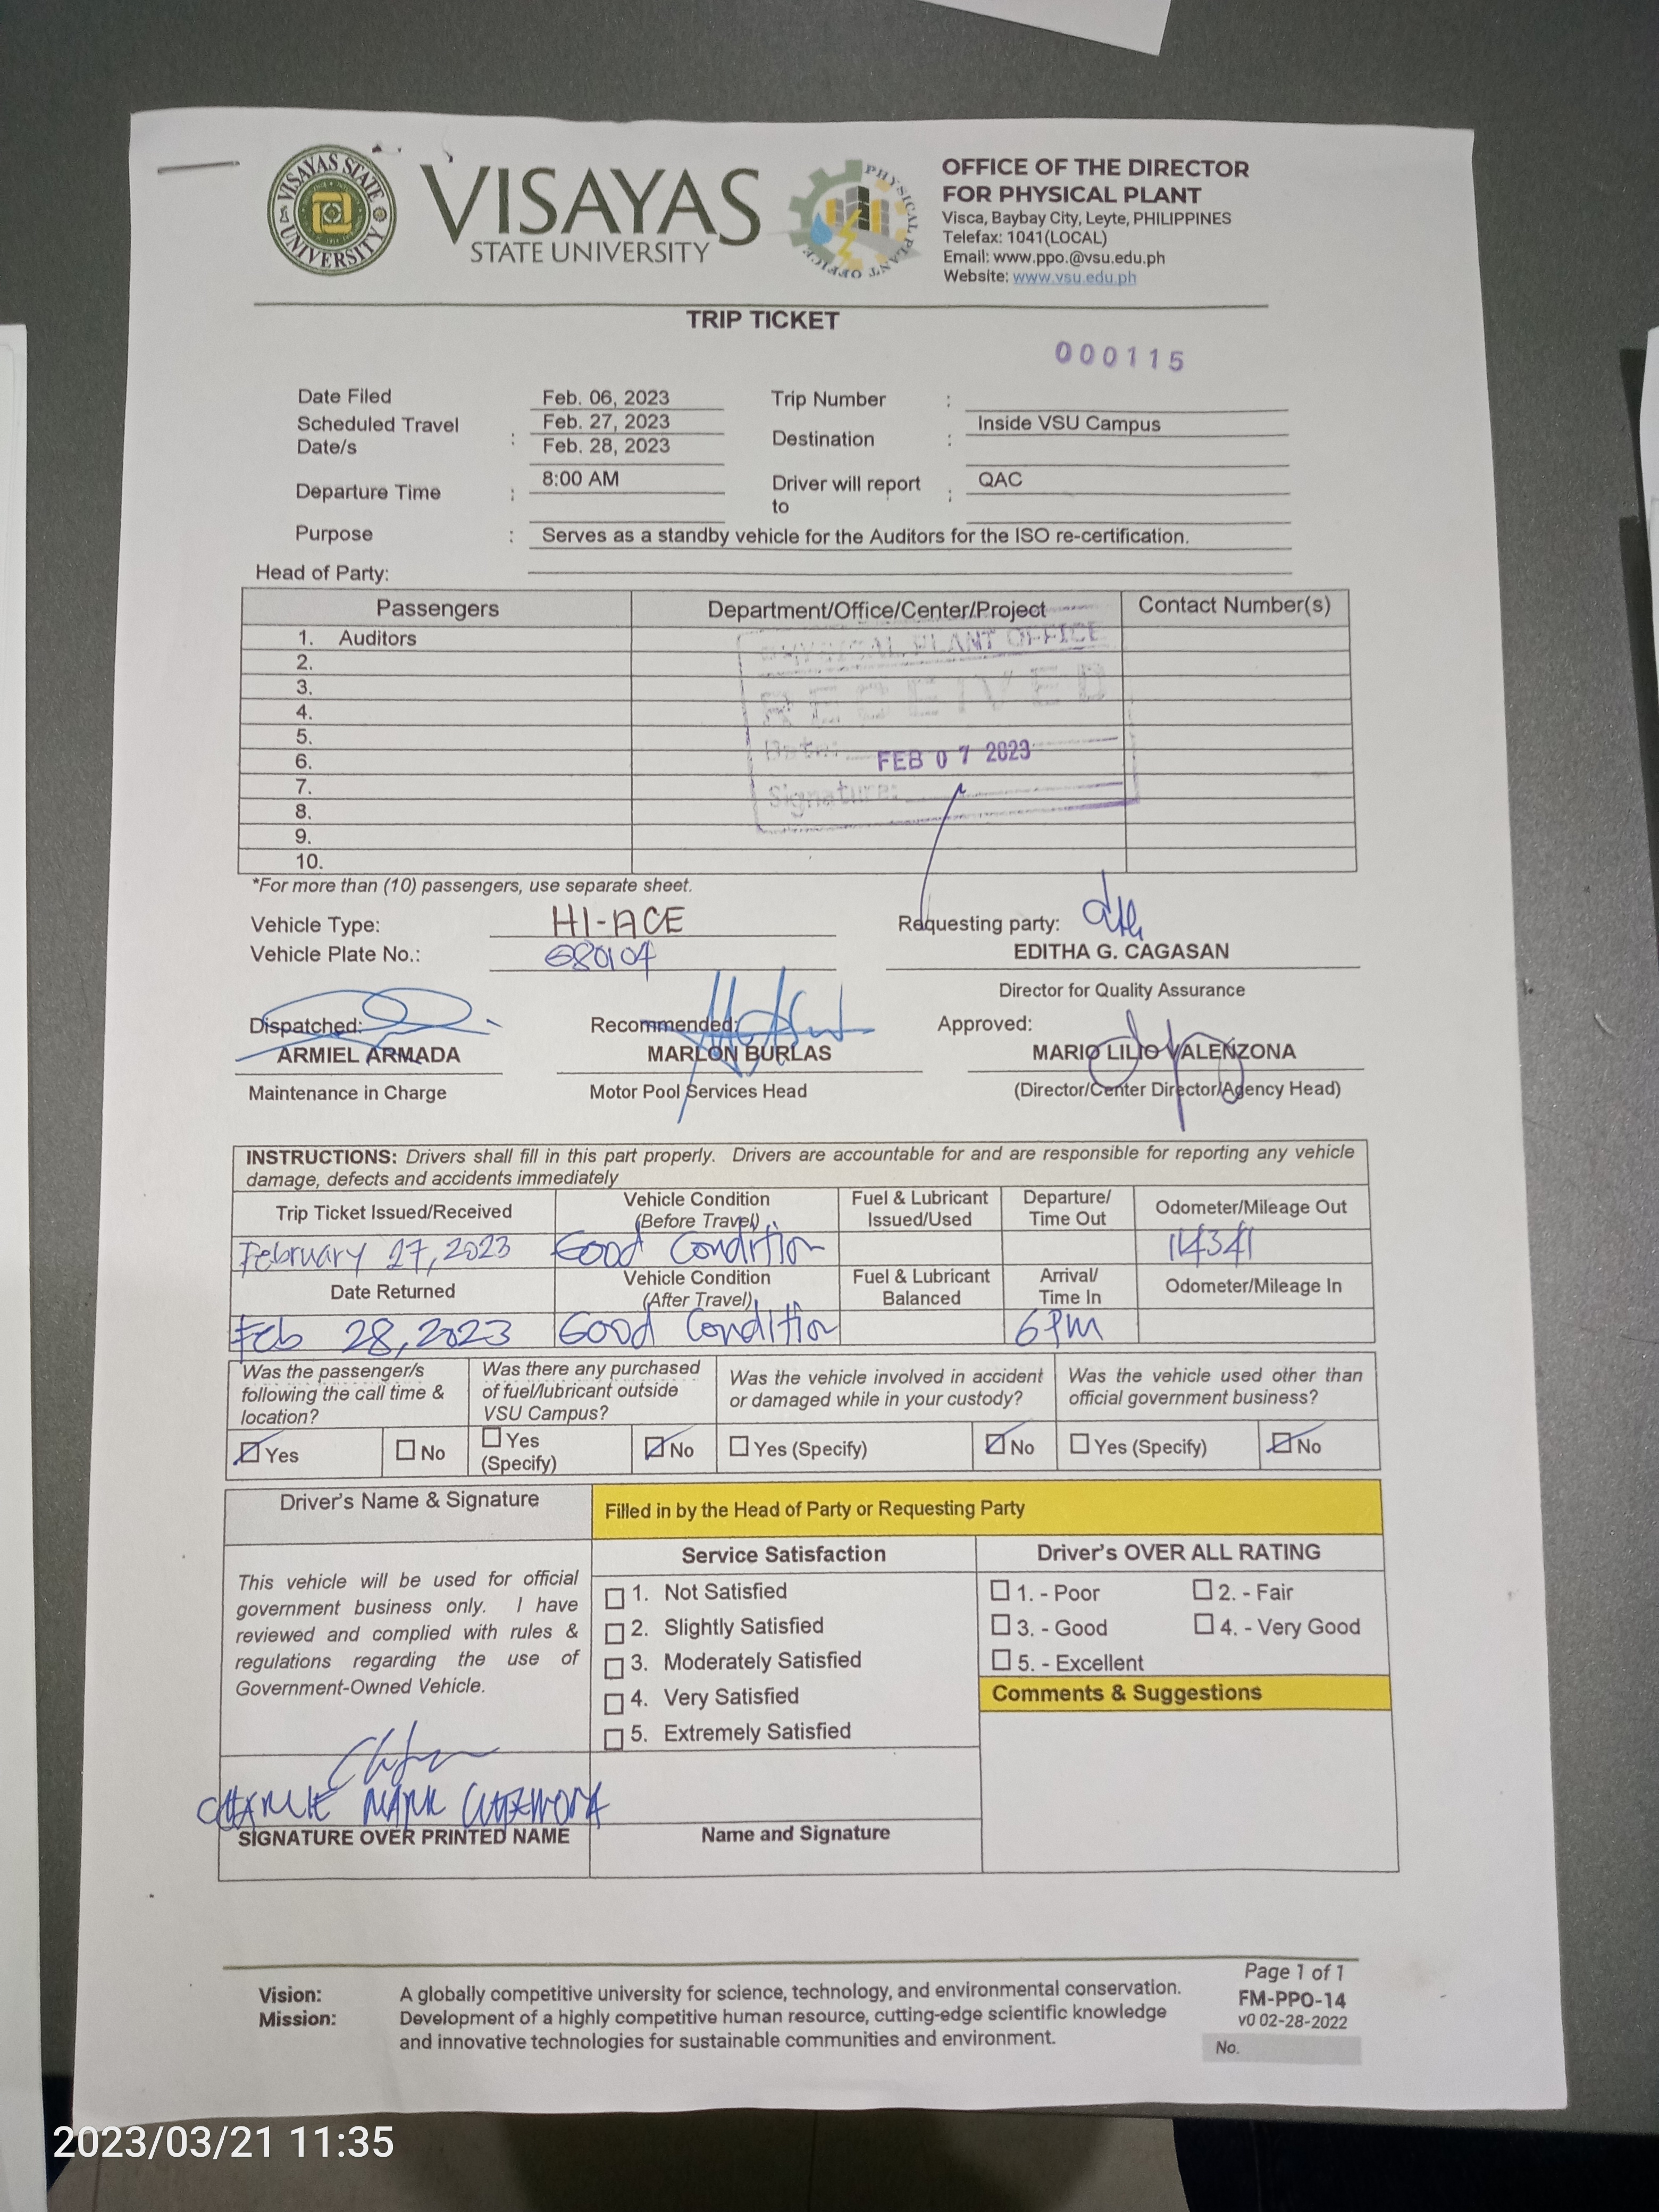 VISAYAS STATE UNIVERSITY
VISAYAS
STATE UNIVERSITY
PHYSICAL PLANT OFFICE
OFFICE OF THE DIRECTOR
FOR PHYSICAL PLANT
Visca, Baybay City, Leyte, PHILIPPINES
Telefax: 1041(LOCAL)
Email: www.ppo.@vsu.edu.ph
Website: www.vsu.edu.ph
TRIP TICKET
000115
Date Filed Feb. 06, 2023 Trip Number :
Scheduled Travel Date/s : Feb. 27, 2023 Feb. 28, 2023 Destination : Inside VSU Campus
Departure Time : 8:00 AM Driver will report to : QAC
Purpose : Serves as a standby vehicle for the Auditors for the ISO re-certification.
Head of Party:
Passengers Department/Office/Center/Project Contact Number(s)
1. Auditors
2.
3.
4.
5.
6.
7.
8.
9.
10.
PHYSICAL PLANT OFFICE
RECEIVED
Date: FEB 07 2023
Signature:
*For more than (10) passengers, use separate sheet.
Vehicle Type: HI-ACE Requesting party:
Vehicle Plate No.: EDITHA G. CAGASAN
Director for Quality Assurance
Dispatched: Recommended: Approved:
ARMIEL ARMADA MARLON BURLAS MARIO LILIO VALENZONA
Maintenance in Charge Motor Pool Services Head (Director/Center Director/Agency Head)
INSTRUCTIONS: Drivers shall fill in this part properly. Drivers are accountable for and are responsible for reporting any vehicle
damage, defects and accidents immediately
Trip Ticket Issued/Received Vehicle Condition (Before Travel) Fuel & Lubricant Issued/Used Departure/ Time Out Odometer/Mileage Out
February 27, 2023 Good Condition 114341
Date Returned Vehicle Condition (After Travel) Fuel & Lubricant Balanced Arrival/ Time In Odometer/Mileage In
Feb 28, 2023 Good Condition 6PM
Was the passenger/s following the call time & location? Was there any purchased of fuel/lubricant outside VSU Campus? Was the vehicle involved in accident or damaged while in your custody? Was the vehicle used other than official government business?
Yes No Yes (Specify) No Yes (Specify) No Yes (Specify) No
Driver's Name & Signature Filled in by the Head of Party or Requesting Party
Service Satisfaction Driver's OVER ALL RATING
This vehicle will be used for official
government business only. I have
reviewed and complied with rules &
regulations regarding the use of
Government-Owned Vehicle.
1. Not Satisfied
2. Slightly Satisfied
3. Moderately Satisfied
4. Very Satisfied
5. Extremely Satisfied
1. - Poor 2. - Fair
3. - Good 4. - Very Good
5. - Excellent
Comments & Suggestions
MARK
SIGNATURE OVER PRINTED NAME Name and Signature
Vision: A globally competitive university for science, technology, and environmental conservation.
Mission: Development of a highly competitive human resource, cutting-edge scientific knowledge
and innovative technologies for sustainable communities and environment.
Page 1 of 1
FM-PPO-14
v0 02-28-2022
No.
2023/03/21 11:35